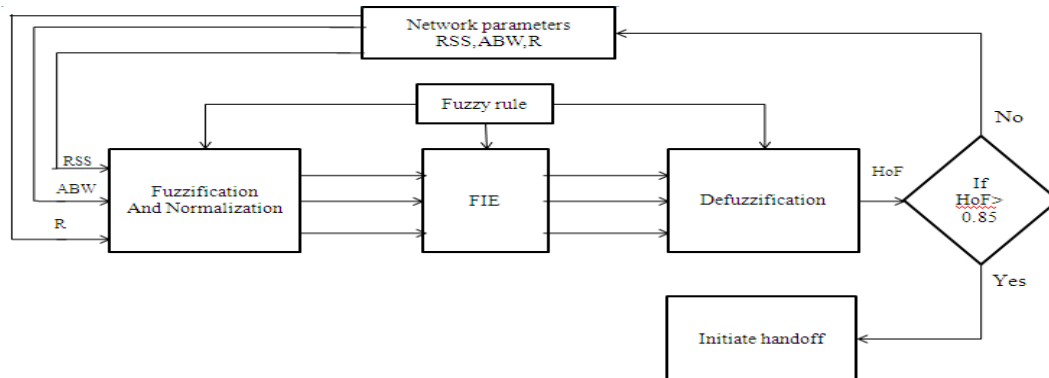 Network parameters
RSS,ABW,R
Fuzzy rule
No
RSS
ABW
R
Fuzzification
And Normalization
FIE
Defuzzification
HoF
If
HoF>
0.85
Yes
Initiate handoff